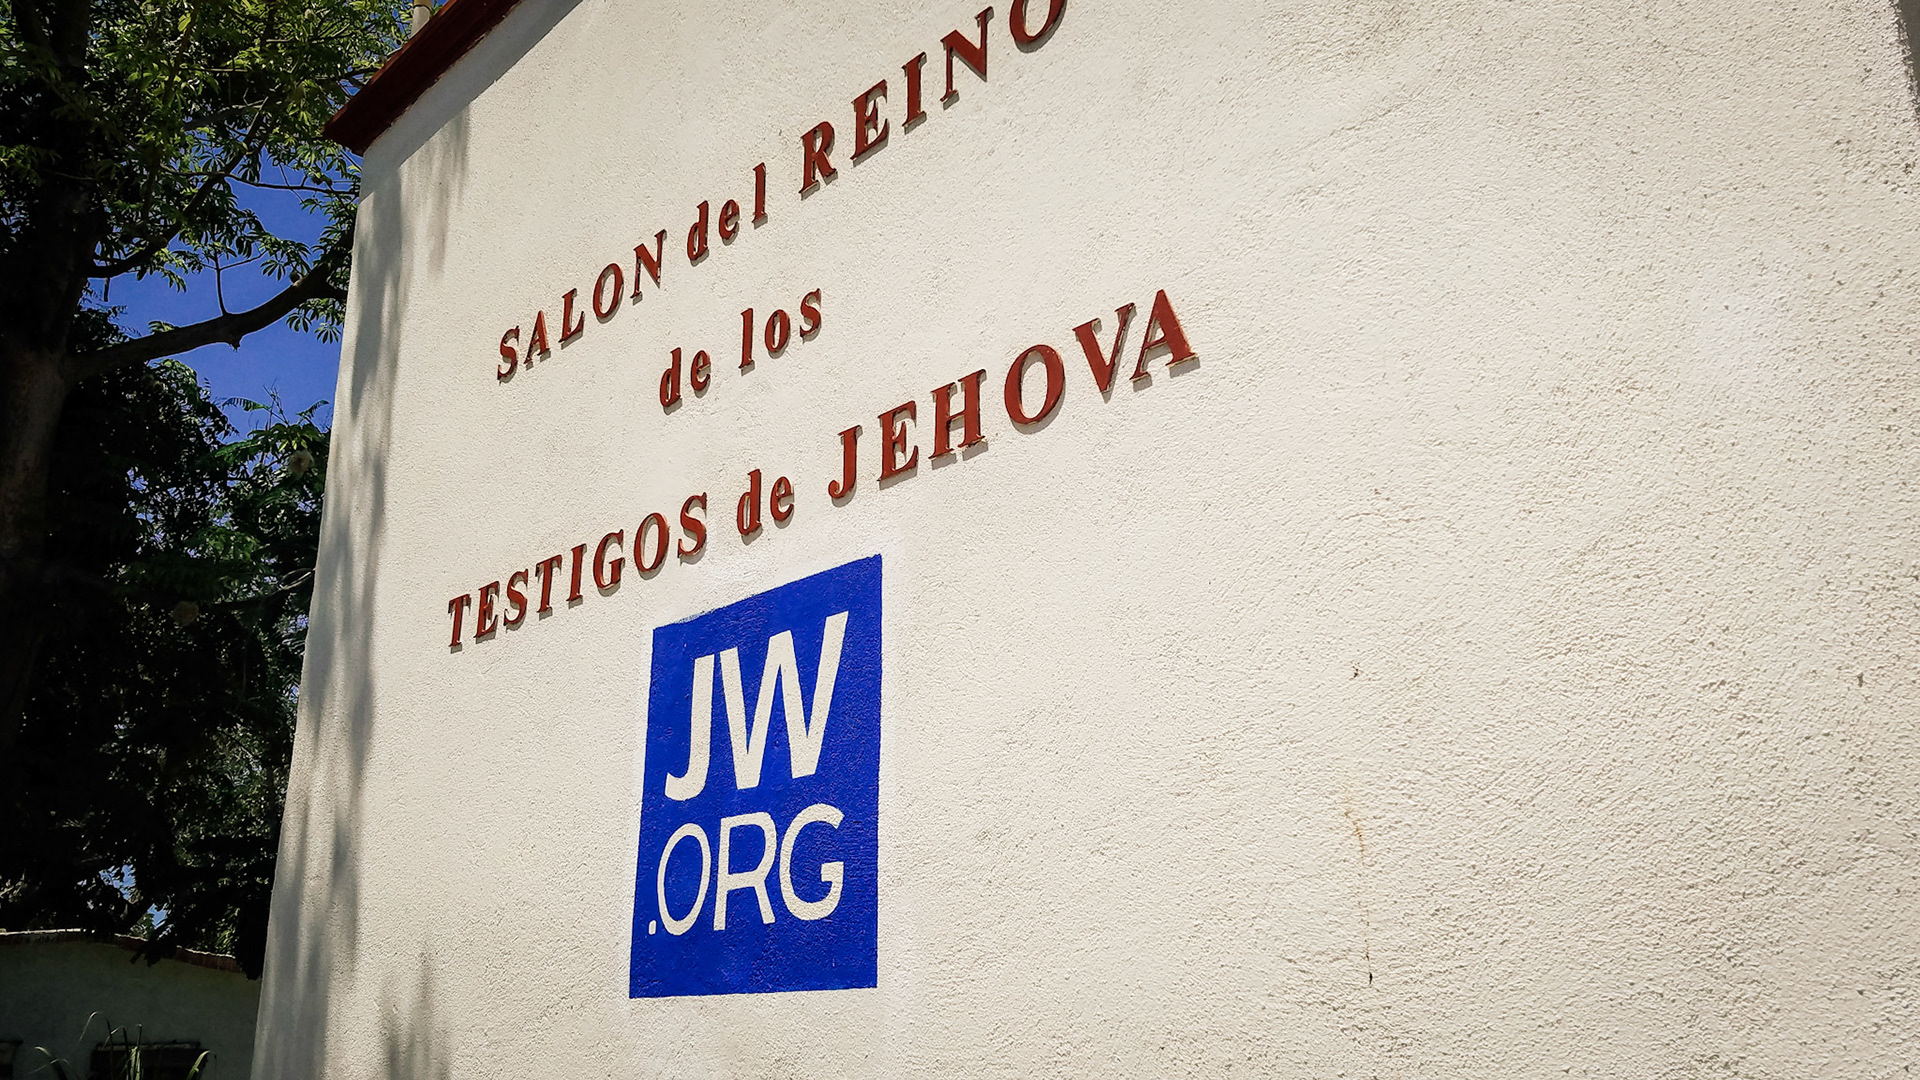 SALON del REINO
de los
TESTIGOS de JEHOVA
JW
.ORG